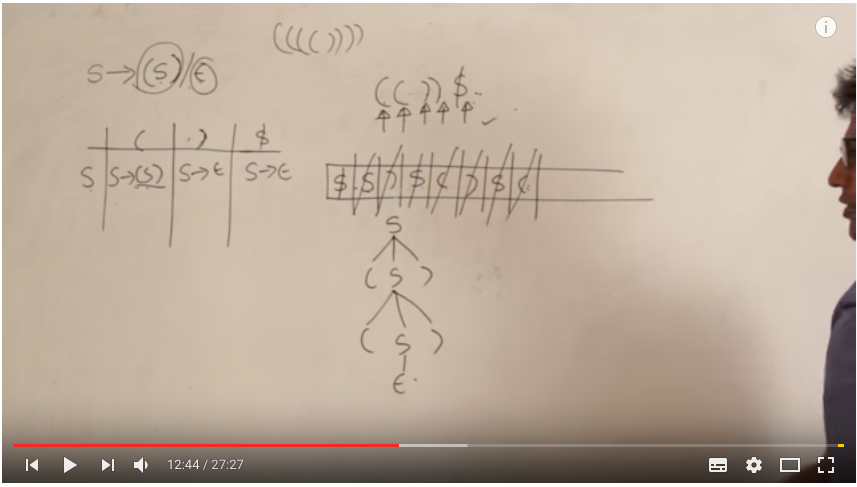 (((())))
S→(S)/ϵ
(())$
( ) $
S S→(S) S→ϵ S→ϵ
$ S ) $ ( ) $ (
S
( S )
( S )
ϵ
12:44 / 27:27